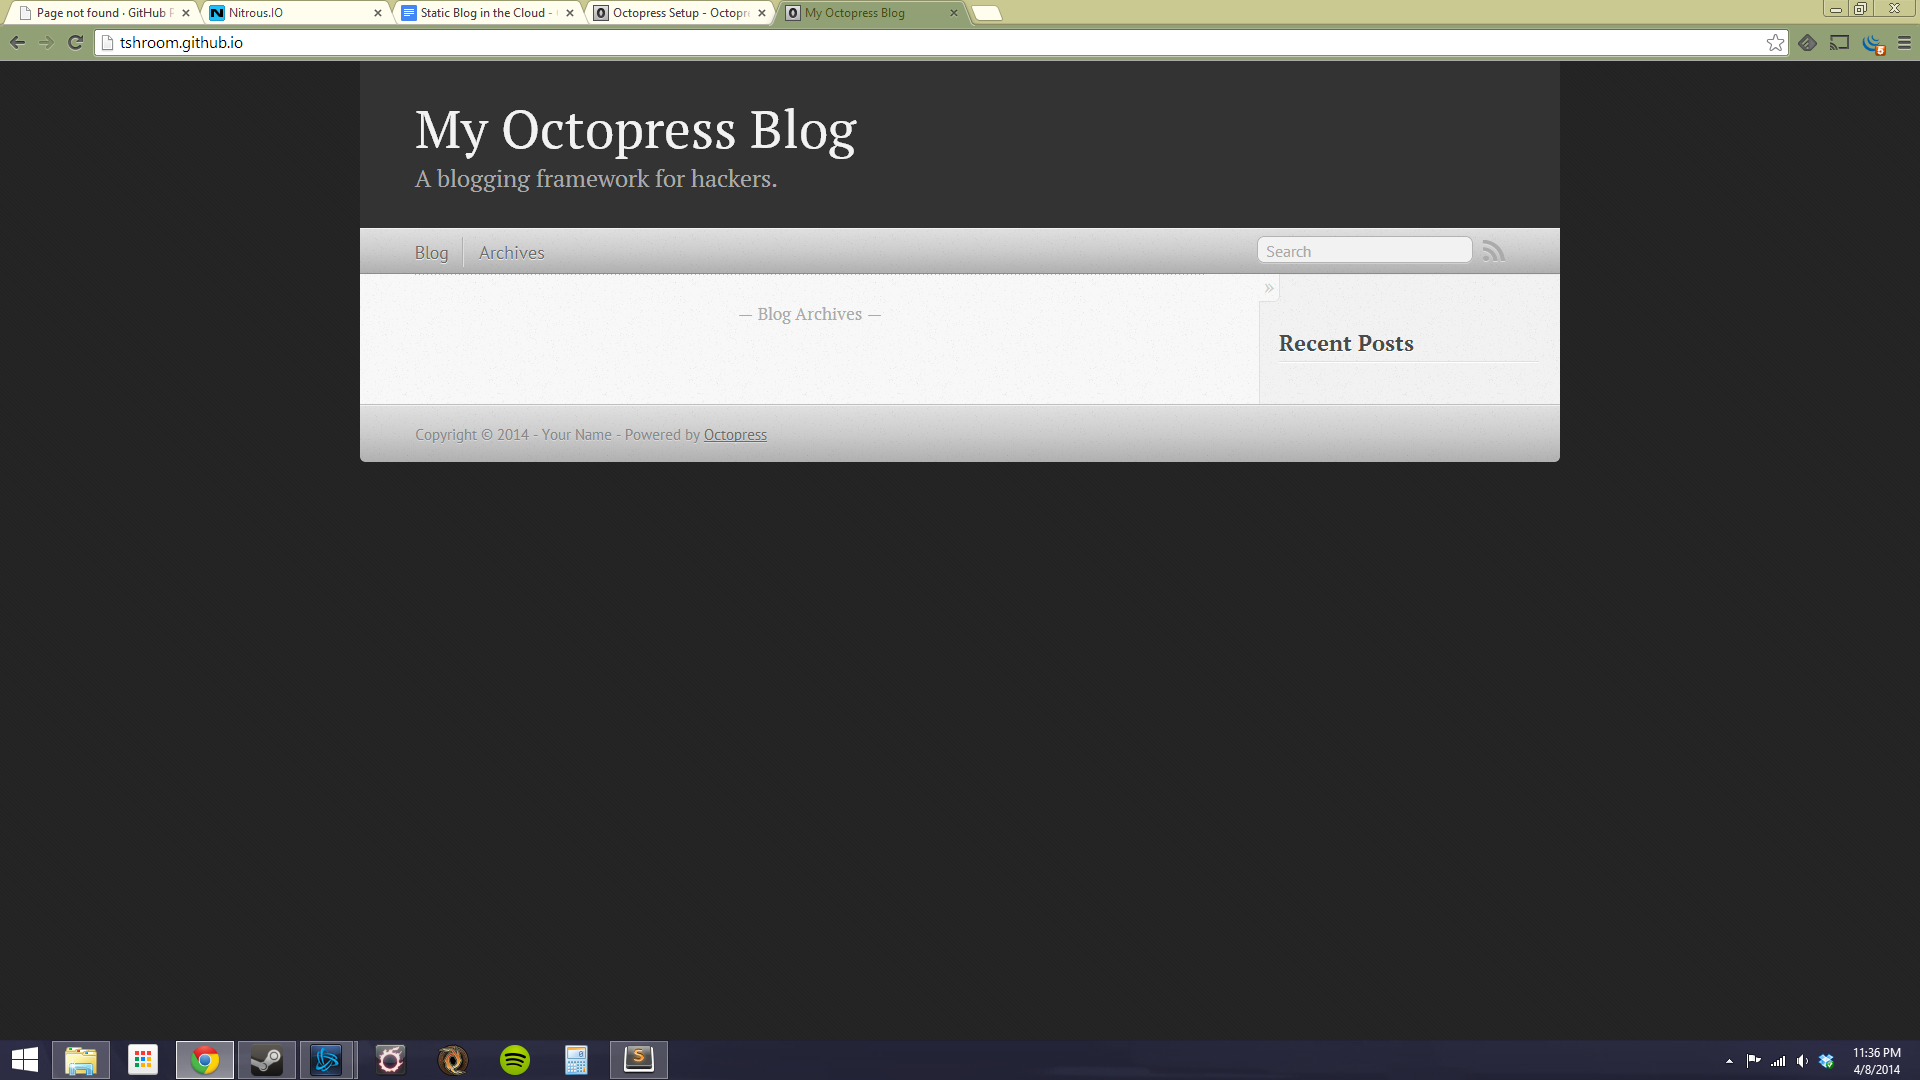 Page not found · GitHub P
Nitrous.IO
Static Blog in the Cloud -
Octopress Setup - Octopre
My Octopress Blog
tshroom.github.io
5
My Octopress Blog
A blogging framework for hackers.
Blog
Archives
Search
»
— Blog Archives —
Recent Posts
Copyright © 2014 - Your Name - Powered by Octopress
11:36 PM
4/8/2014